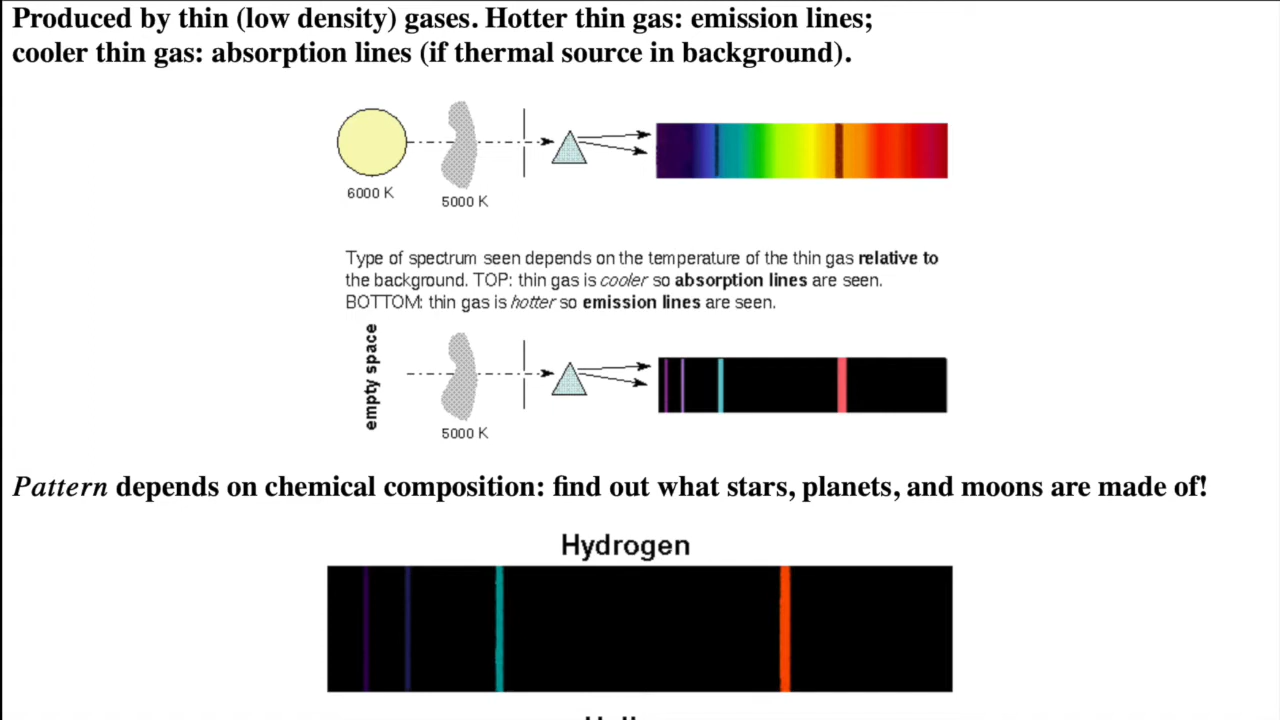 Produced by thin (low density) gases. Hotter thin gas: emission lines;
cooler thin gas: absorption lines (if thermal source in background).
6000 K
5000 K
Type of spectrum seen depends on the temperature of the thin gas relative to
the background. TOP: thin gas is cooler so absorption lines are seen.
BOTTOM: thin gas is hotter so emission lines are seen.
empty space
5000 K
Pattern depends on chemical composition: find out what stars, planets, and moons are made of!
Hydrogen